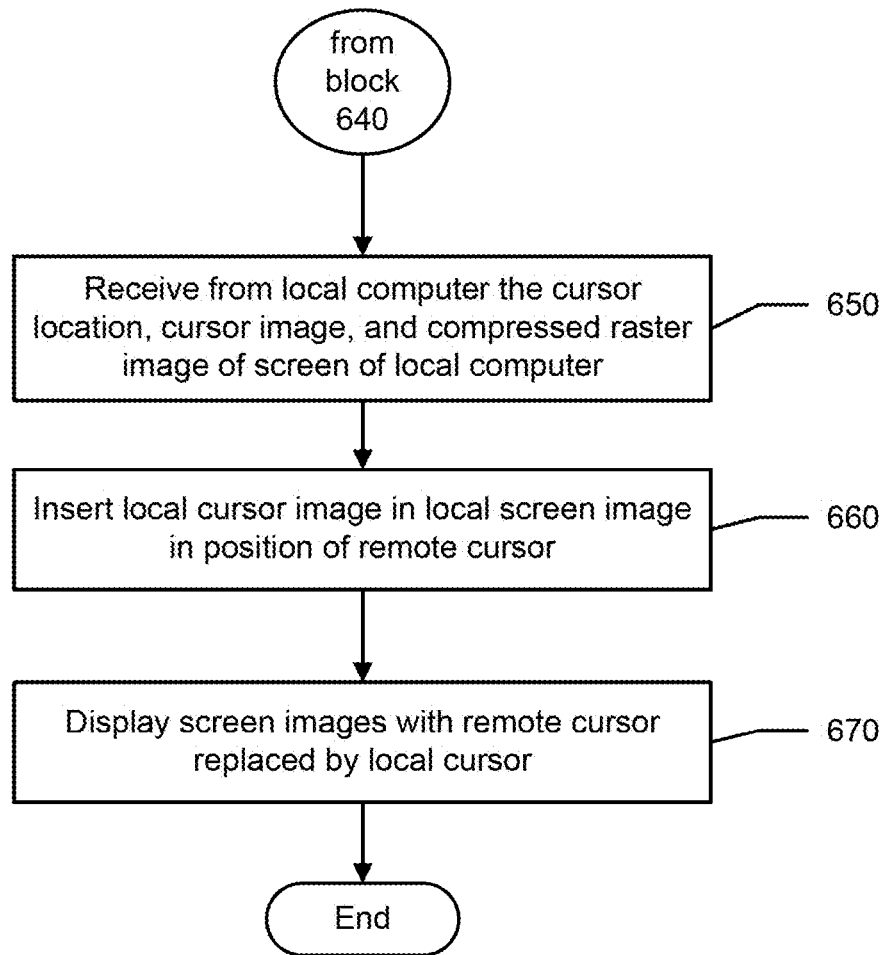 from
block
640
Receive from local computer the cursor
location, cursor image, and compressed raster
image of screen of local computer
650
Insert local cursor image in local screen image
in position of remote cursor
660
Display screen images with remote cursor
replaced by local cursor
670
End